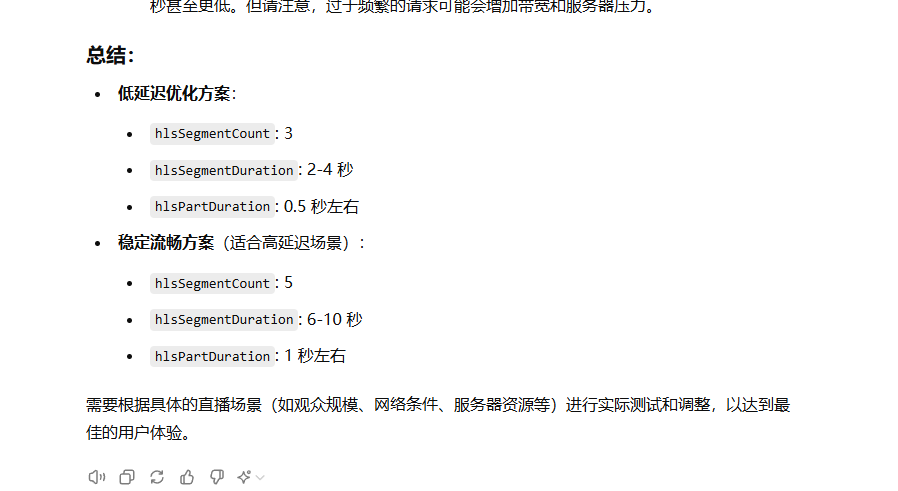 秒甚至更低。但请注意，过于频繁的请求可能会增加带宽和服务器压力。
总结：
低延迟优化方案：
hlsSegmentCount: 3
hlsSegmentDuration: 2-4 秒
hlsPartDuration: 0.5 秒左右
稳定流畅方案（适合高延迟场景）：
hlsSegmentCount: 5
hlsSegmentDuration: 6-10 秒
hlsPartDuration: 1 秒左右
需要根据具体的直播场景（如观众规模、网络条件、服务器资源等）进行实际测试和调整，以达到最
佳的用户体验。